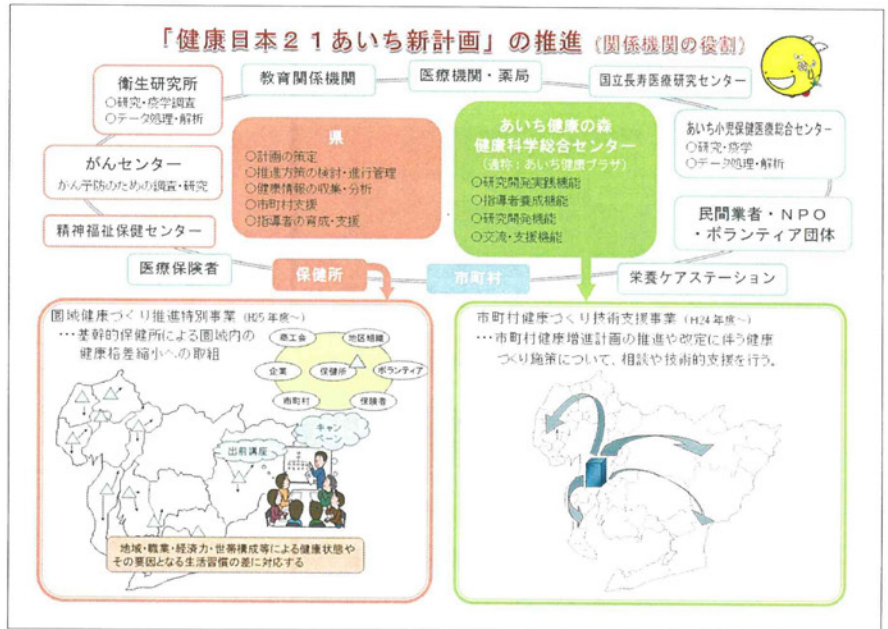 「健康日本21あいち新計画」の推進(関係機関の役割)
衛生研究所
○研究・疫学調査
○データ処理・解析
教育関係機関
医療機関・薬局
国立長寿医療研究センター
がんセンター
がん予防のための調査・研究
県
○計画の策定
○推進方策の検討・進行管理
○健康情報の収集・分析
○市町村支援
○指導者の育成・支援
あいち健康の森
健康科学総合センター
(通称:あいち健康プラザ)
○研究開発実践機能
○指導者養成機能
○研究開発機能
○交流・支援機能
あいち小児保健医療総合センター
○研究・疫学
○データ処理・解析
精神福祉保健センター
民間業者・NPO
・ボランティア団体
医療保険者
保健所
市町村
栄養ケアステーション
圏域健康づくり推進特別事業(H25年度~)
・・・基幹的保健所による圏域内の
健康格差縮小への取組
商工会
地区組織
企業
保健所
ボランティア
市町村
保険者
キャン
ペーン
出前講座
地域・職業・経済力・世帯構成等による健康状態や
その要因となる生活習慣の差に対応する
市町村健康づくり技術支援事業(H24年度~)
・・・市町村健康増進計画の推進や改定に伴う健康
づくり施策について、相談や技術的支援を行う。